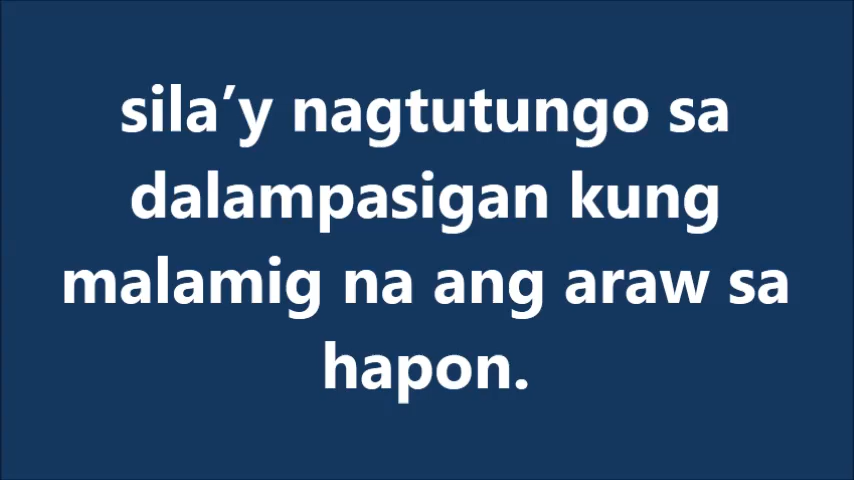 sila’y nagtutungo sa
dalampasigan kung
malamig na ang araw sa
hapon.